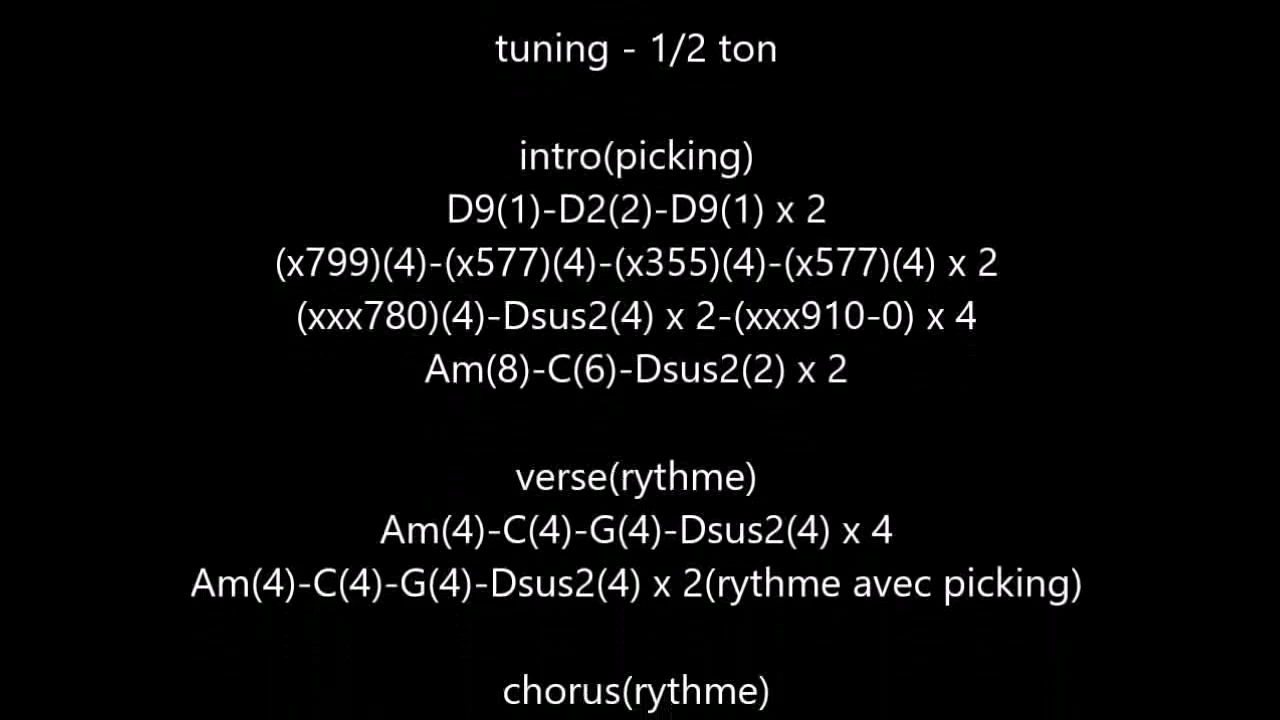 tuning - 1/2 ton
intro(picking)
D9(1)-D2(2)-D9(1) x 2
(x799)(4)-(x577)(4)-(x355)(4)-(x577)(4) x 2
(xxx780)(4)-Dsus2(4) x 2-(xxx910-0) x 4
Am(8)-C(6)-Dsus2(2) x 2
verse(rythme)
Am(4)-C(4)-G(4)-Dsus2(4) x 4
Am(4)-C(4)-G(4)-Dsus2(4) x 2(rythme avec picking)
chorus(rythme)